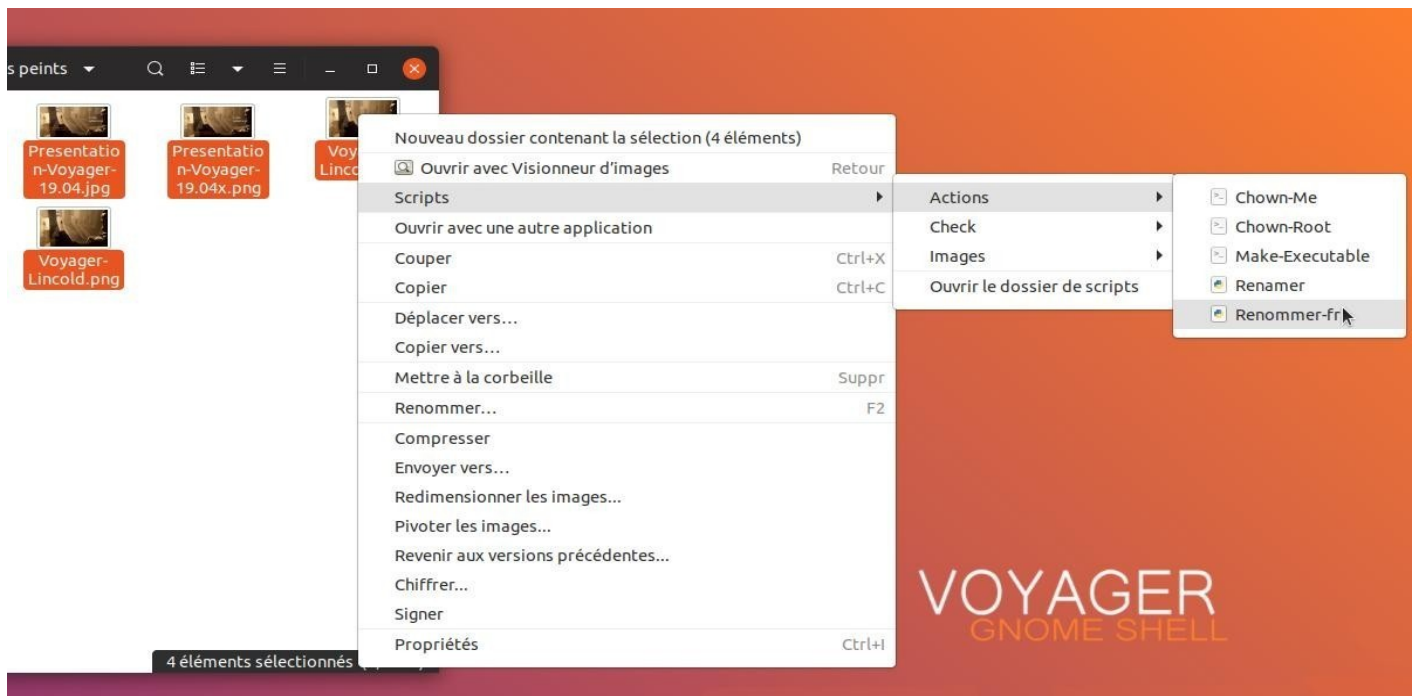 s peints
Presentatio
n-Voyager-
19.04.jpg
Presentatio
n-Voyager-
19.04x.png
Voyager-
Lincold.png
4 éléments sélectionnés
Nouveau dossier contenant la sélection (4 éléments)
Ouvrir avec Visionneur d'images Retour
Scripts
Ouvrir avec une autre application
Couper Ctrl+X
Copier Ctrl+C
Déplacer vers…
Copier vers…
Mettre à la corbeille Suppr
Renommer… F2
Compresser
Envoyer vers…
Redimensionner les images...
Pivoter les images...
Revenir aux versions précédentes...
Chiffrer...
Signer
Propriétés Ctrl+I
Actions
Check
Images
Ouvrir le dossier de scripts
Chown-Me
Chown-Root
Make-Executable
Renamer
Renommer-fr
VOYAGER
GNOME SHELL